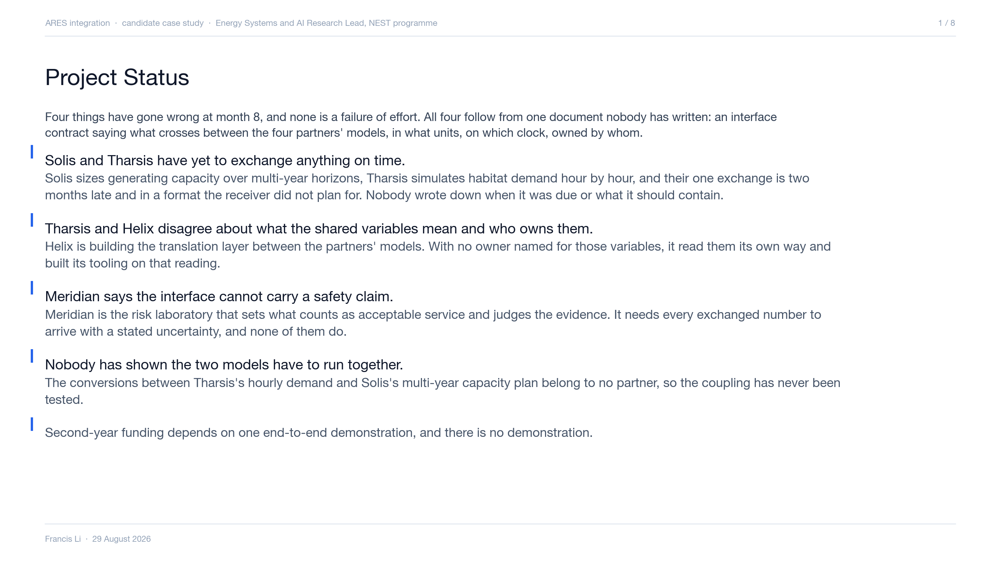 ARES integration · candidate case study · Energy Systems and AI Research Lead, NEST programme
1 / 8
Project Status
Four things have gone wrong at month 8, and none is a failure of effort. All four follow from one document nobody has written: an interface
contract saying what crosses between the four partners' models, in what units, on which clock, owned by whom.
Solis and Tharsis have yet to exchange anything on time.
Solis sizes generating capacity over multi-year horizons, Tharsis simulates habitat demand hour by hour, and their one exchange is two
months late and in a format the receiver did not plan for. Nobody wrote down when it was due or what it should contain.
Tharsis and Helix disagree about what the shared variables mean and who owns them.
Helix is building the translation layer between the partners' models. With no owner named for those variables, it read them its own way and
built its tooling on that reading.
Meridian says the interface cannot carry a safety claim.
Meridian is the risk laboratory that sets what counts as acceptable service and judges the evidence. It needs every exchanged number to
arrive with a stated uncertainty, and none of them do.
Nobody has shown the two models have to run together.
The conversions between Tharsis's hourly demand and Solis's multi-year capacity plan belong to no partner, so the coupling has never been
tested.
Second-year funding depends on one end-to-end demonstration, and there is no demonstration.
Francis Li · 29 August 2026